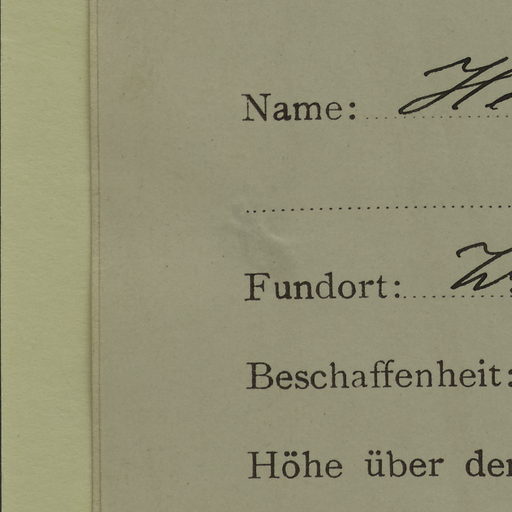 Name:
Fundort:
Beschaffenheit:
Höhe über der